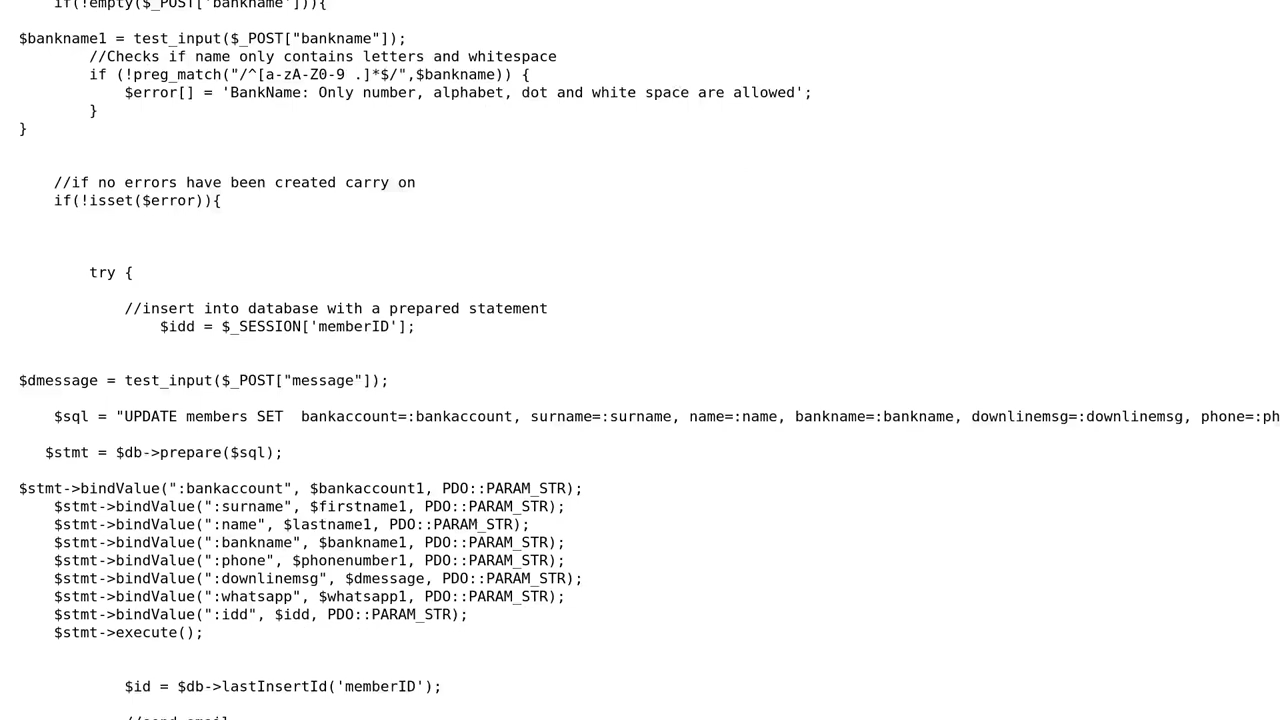 if(!empty($_POST['bankname'])){
$bankname1 = test_input($_POST["bankname"]);
//Checks if name only contains letters and whitespace
if (!preg_match("/^[a-zA-Z0-9 .]*$/",$bankname)) {
$error[] = 'BankName: Only number, alphabet, dot and white space are allowed';
}
}
//if no errors have been created carry on
if(!isset($error)){
try {
//insert into database with a prepared statement
$idd = $_SESSION['memberID'];
$dmessage = test_input($_POST["message"]);
$sql = "UPDATE members SET  bankaccount=:bankaccount, surname=:surname, name=:name, bankname=:bankname, downlinemsg=:downlinemsg, phone=:ph
$stmt = $db->prepare($sql);
$stmt->bindValue(":bankaccount", $bankaccount1, PDO::PARAM_STR);
$stmt->bindValue(":surname", $firstname1, PDO::PARAM_STR);
$stmt->bindValue(":name", $lastname1, PDO::PARAM_STR);
$stmt->bindValue(":bankname", $bankname1, PDO::PARAM_STR);
$stmt->bindValue(":phone", $phonenumber1, PDO::PARAM_STR);
$stmt->bindValue(":downlinemsg", $dmessage, PDO::PARAM_STR);
$stmt->bindValue(":whatsapp", $whatsapp1, PDO::PARAM_STR);
$stmt->bindValue(":idd", $idd, PDO::PARAM_STR);
$stmt->execute();
$id = $db->lastInsertId('memberID');
//send email